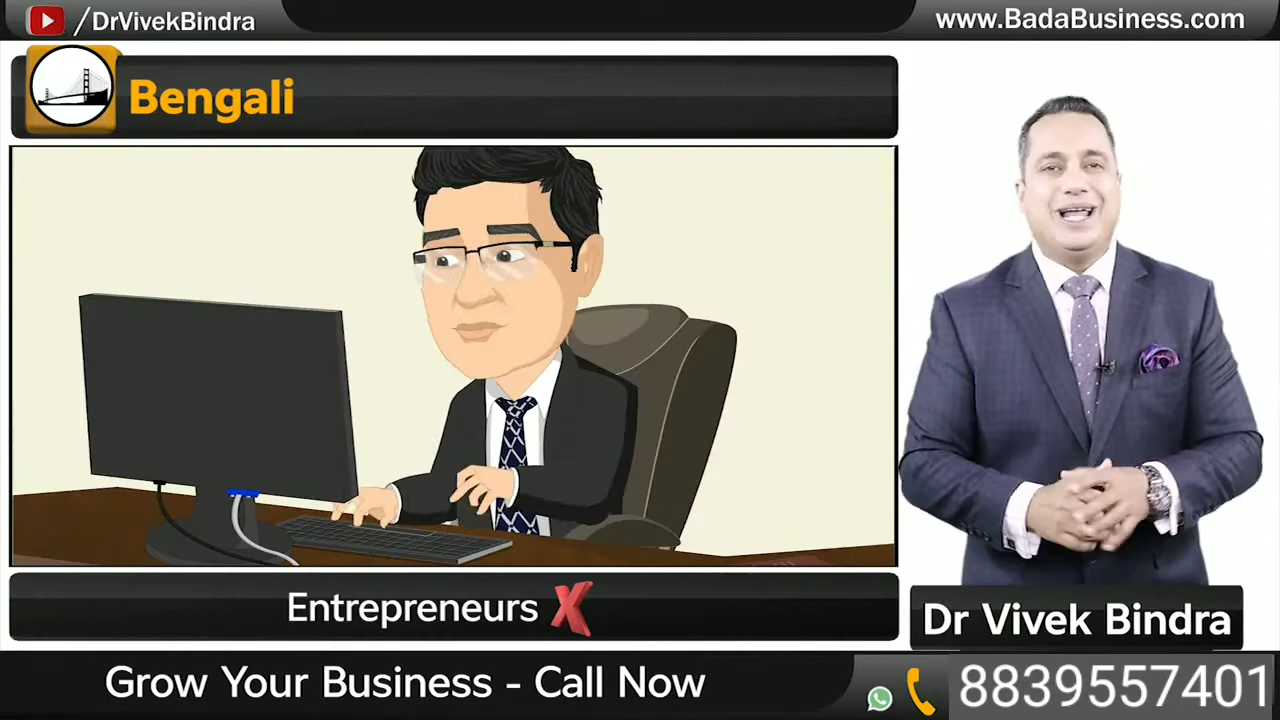 /DrVivekBindra
www.BadaBusiness.com
Bengali
Entrepreneurs X
Dr Vivek Bindra
Grow Your Business - Call Now
8839557401